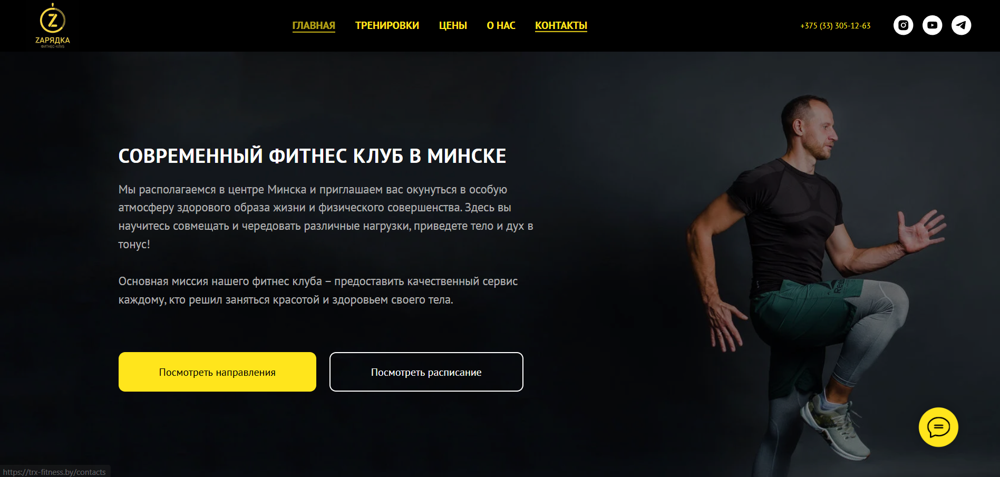 Z
ZАРЯДКА
ФИТНЕС-КЛУБ
ГЛАВНАЯ ТРЕНИРОВКИ ЦЕНЫ О НАС КОНТАКТЫ
+375 (33) 305-12-63
СОВРЕМЕННЫЙ ФИТНЕС КЛУБ В МИНСКЕ
Мы располагаемся в центре Минска и приглашаем вас окунуться в особую
атмосферу здорового образа жизни и физического совершенства. Здесь вы
научитесь совмещать и чередовать различные нагрузки, приведете тело и дух в
тонус!
Основная миссия нашего фитнес клуба – предоставить качественный сервис
каждому, кто решил заняться красотой и здоровьем своего тела.
Посмотреть направления Посмотреть расписание
https://trx-fitness.by/contacts